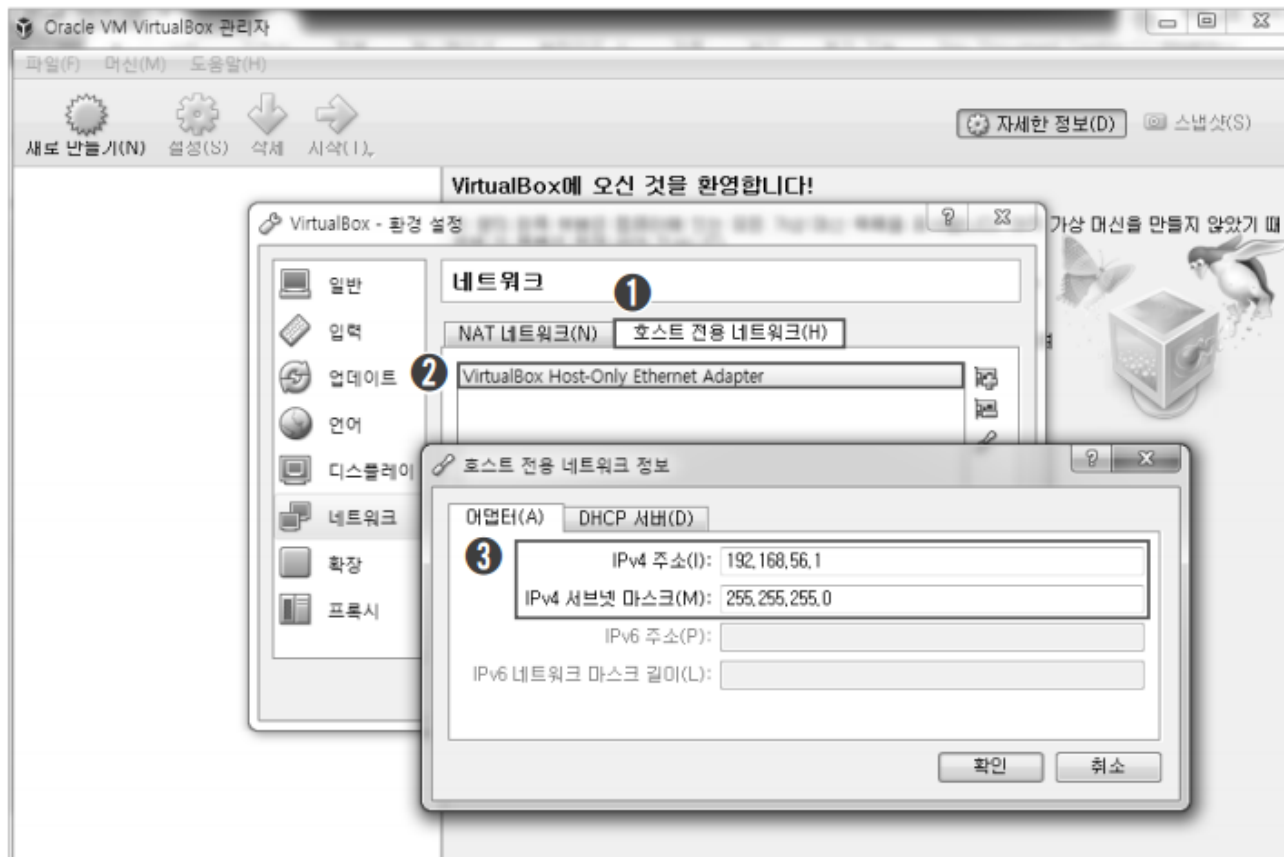 Oracle VM VirtualBox 관리자
파일(F) 머신(M) 도움말(H)
새로 만들기(N) 설정(S) 삭제 시작(T)
자세한 정보(D) 스냅샷(S)
VirtualBox에 오신 것을 환영합니다!
VirtualBox - 환경 설정
가상 머신을 만들지 않았기 때
일반
입력
업데이트
언어
디스플레이
네트워크
확장
프록시
네트워크
❶
NAT 네트워크(N) 호스트 전용 네트워크(H)
❷ VirtualBox Host-Only Ethernet Adapter
호스트 전용 네트워크 정보
어댑터(A) DHCP 서버(D)
❸ IPv4 주소(I): 192,168,56,1
IPv4 서브넷 마스크(M): 255,255,255,0
IPv6 주소(P):
IPv6 네트워크 마스크 길이(L):
확인 취소